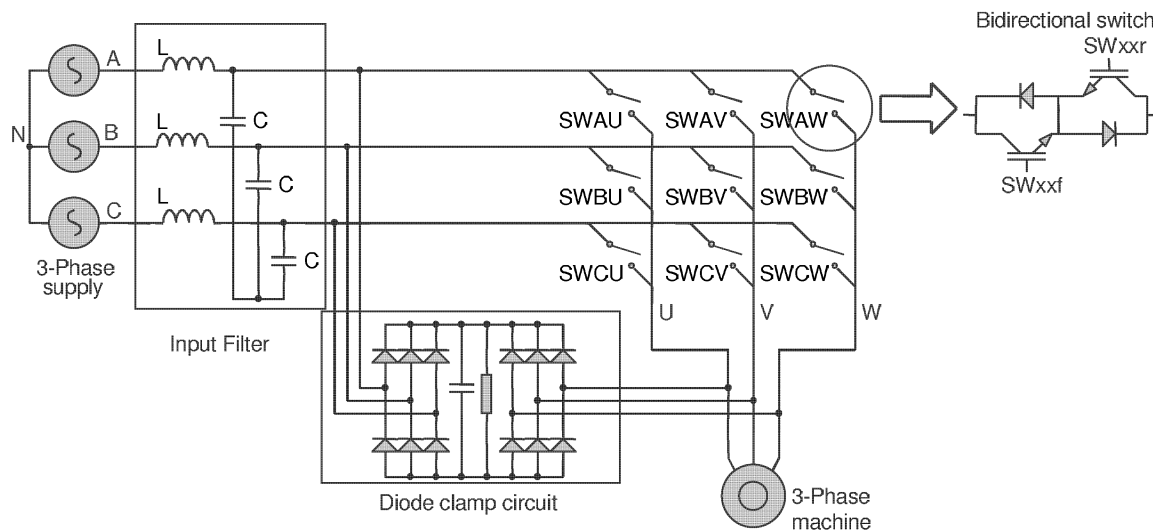 Bidirectional switch
SWxxr
SWxxf
A
L
C
N
B
L
C
SWAU
SWAV
SWAW
C
L
C
SWBU
SWBV
SWBW
3-Phase
supply
SWCU
SWCV
SWCW
Input Filter
U
V
W
Diode clamp circuit
3-Phase
machine